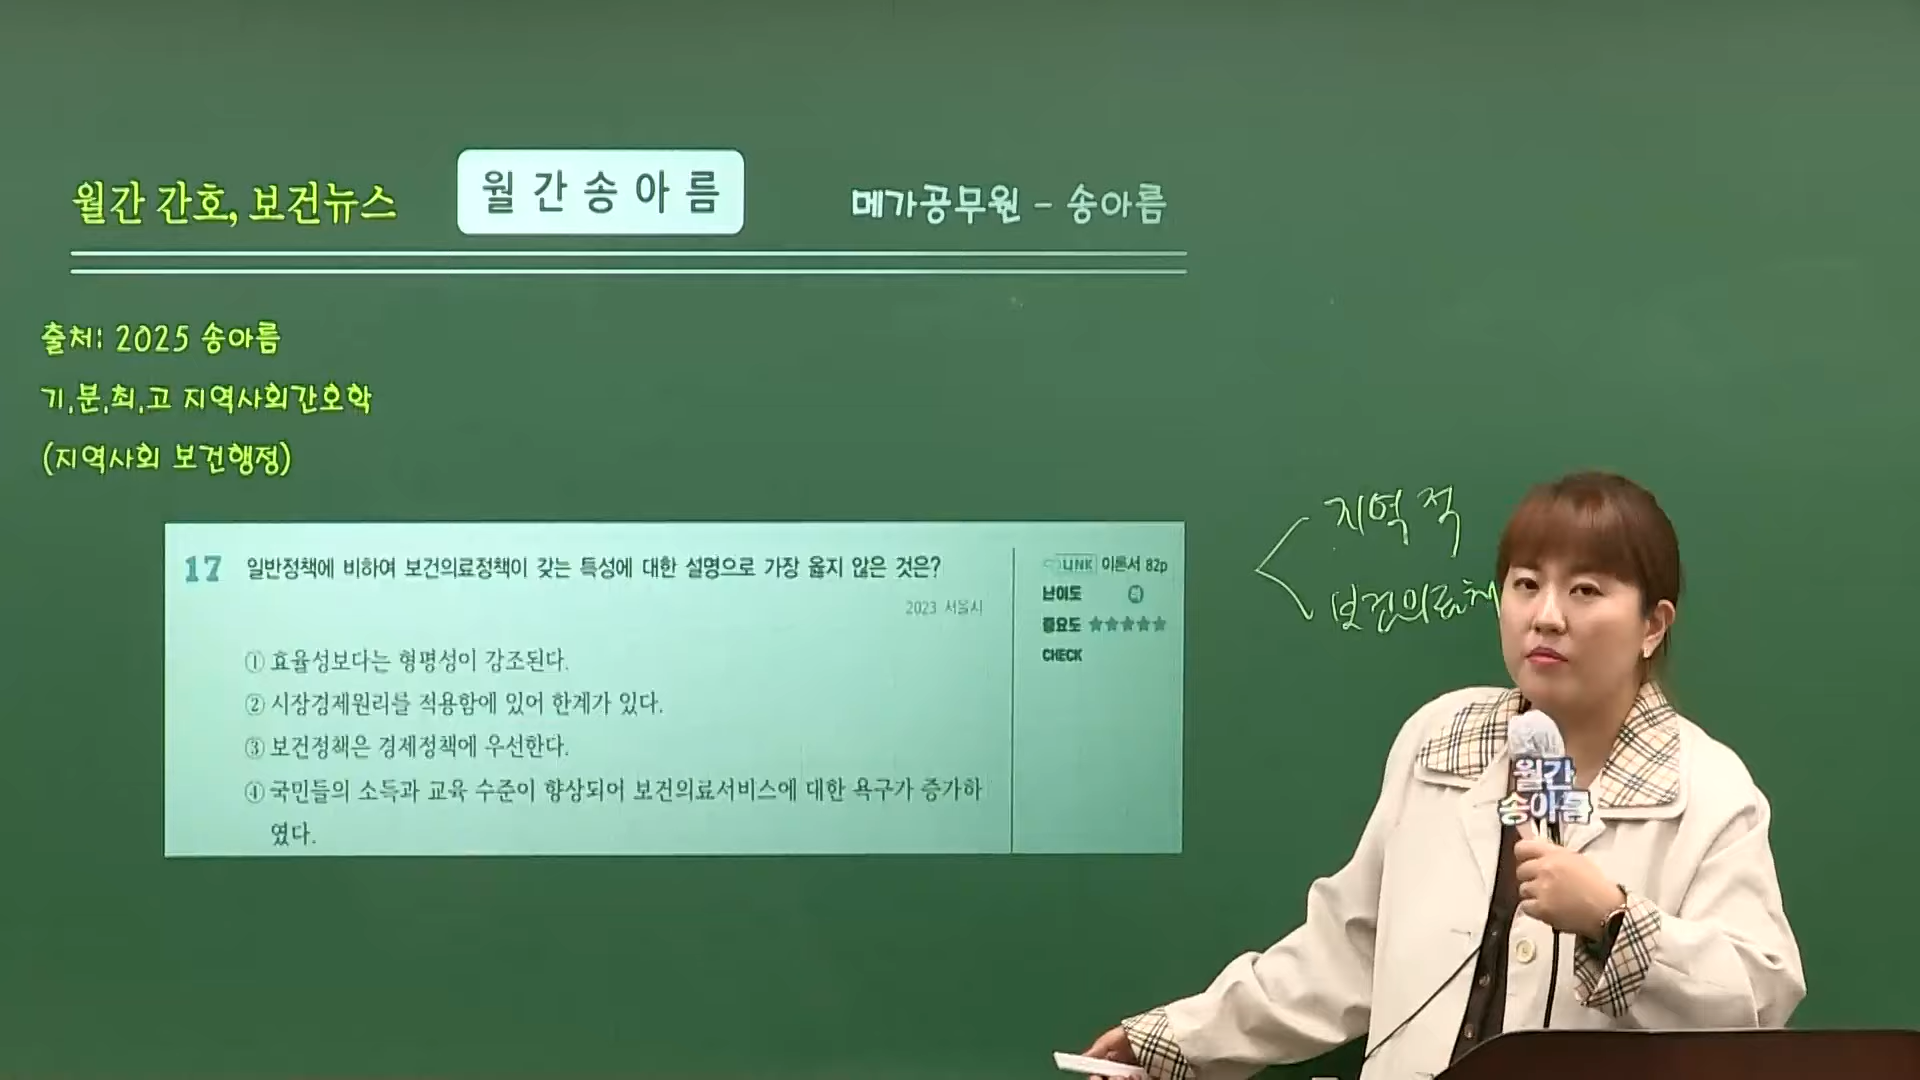 월간 간호, 보건뉴스
월간송아름
메가공무원 - 송아름
출처: 2025 송아름
기,분,최,고 지역사회간호학
(지역사회 보건행정)
17 일반정책에 비하여 보건의료정책이 갖는 특성에 대한 설명으로 가장 옳지 않은 것은?
2023 서울시
① 효율성보다는 형평성이 강조된다.
② 시장경제원리를 적용함에 있어 한계가 있다.
③ 보건정책은 경제정책에 우선한다.
④ 국민들의 소득과 교육 수준이 향상되어 보건의료서비스에 대한 욕구가 증가하
였다.
LINK 이론서 82p
난이도
중요도 ★★★★★
CHECK
지역적
보건의료
월간
송아름